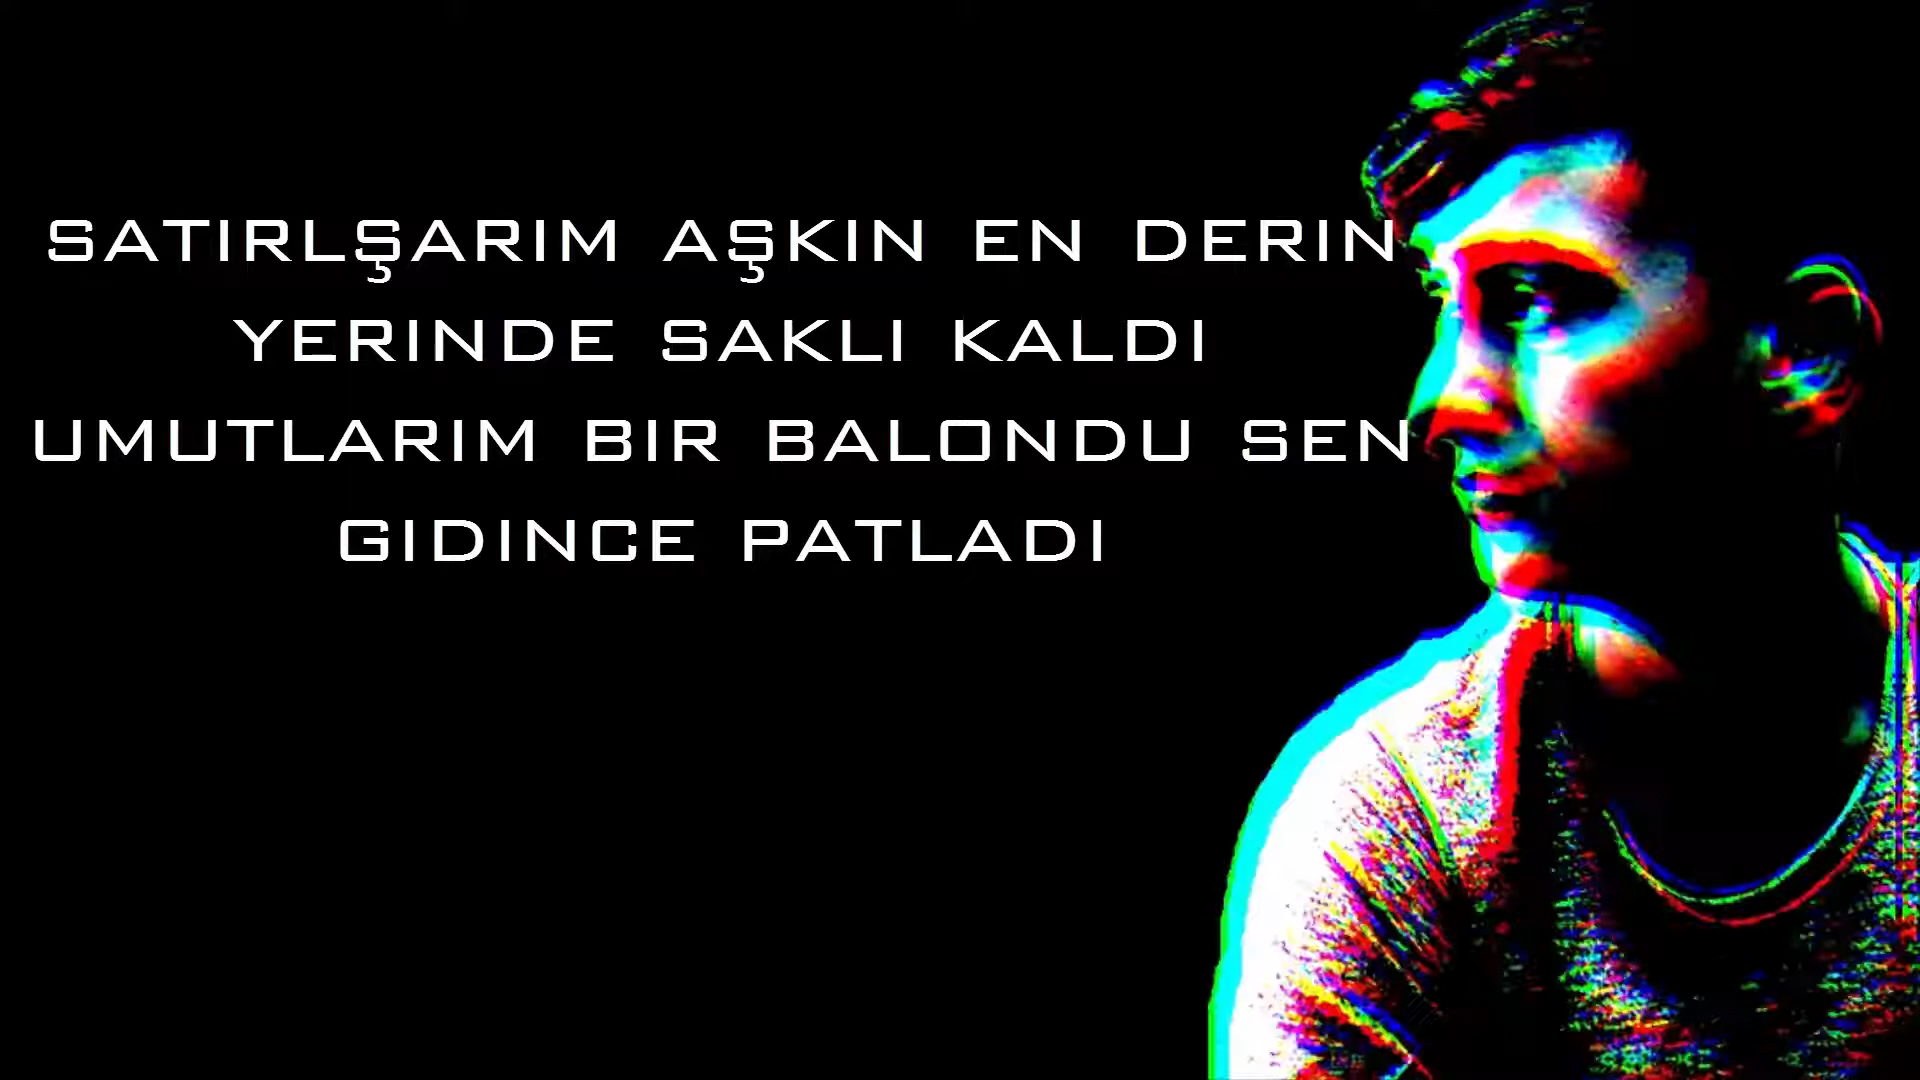 SATIRLŞARIM AŞKIN EN DERIN
YERINDE SAKLI KALDI
UMUTLARIM BIR BALONDU SEN
GIDINCE PATLADI